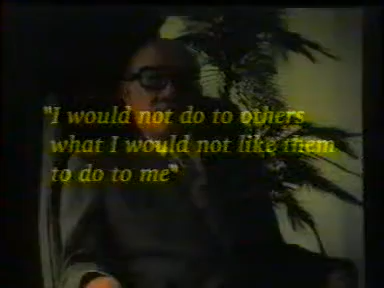 "I would not do to others
what I would not like them
to do to me"